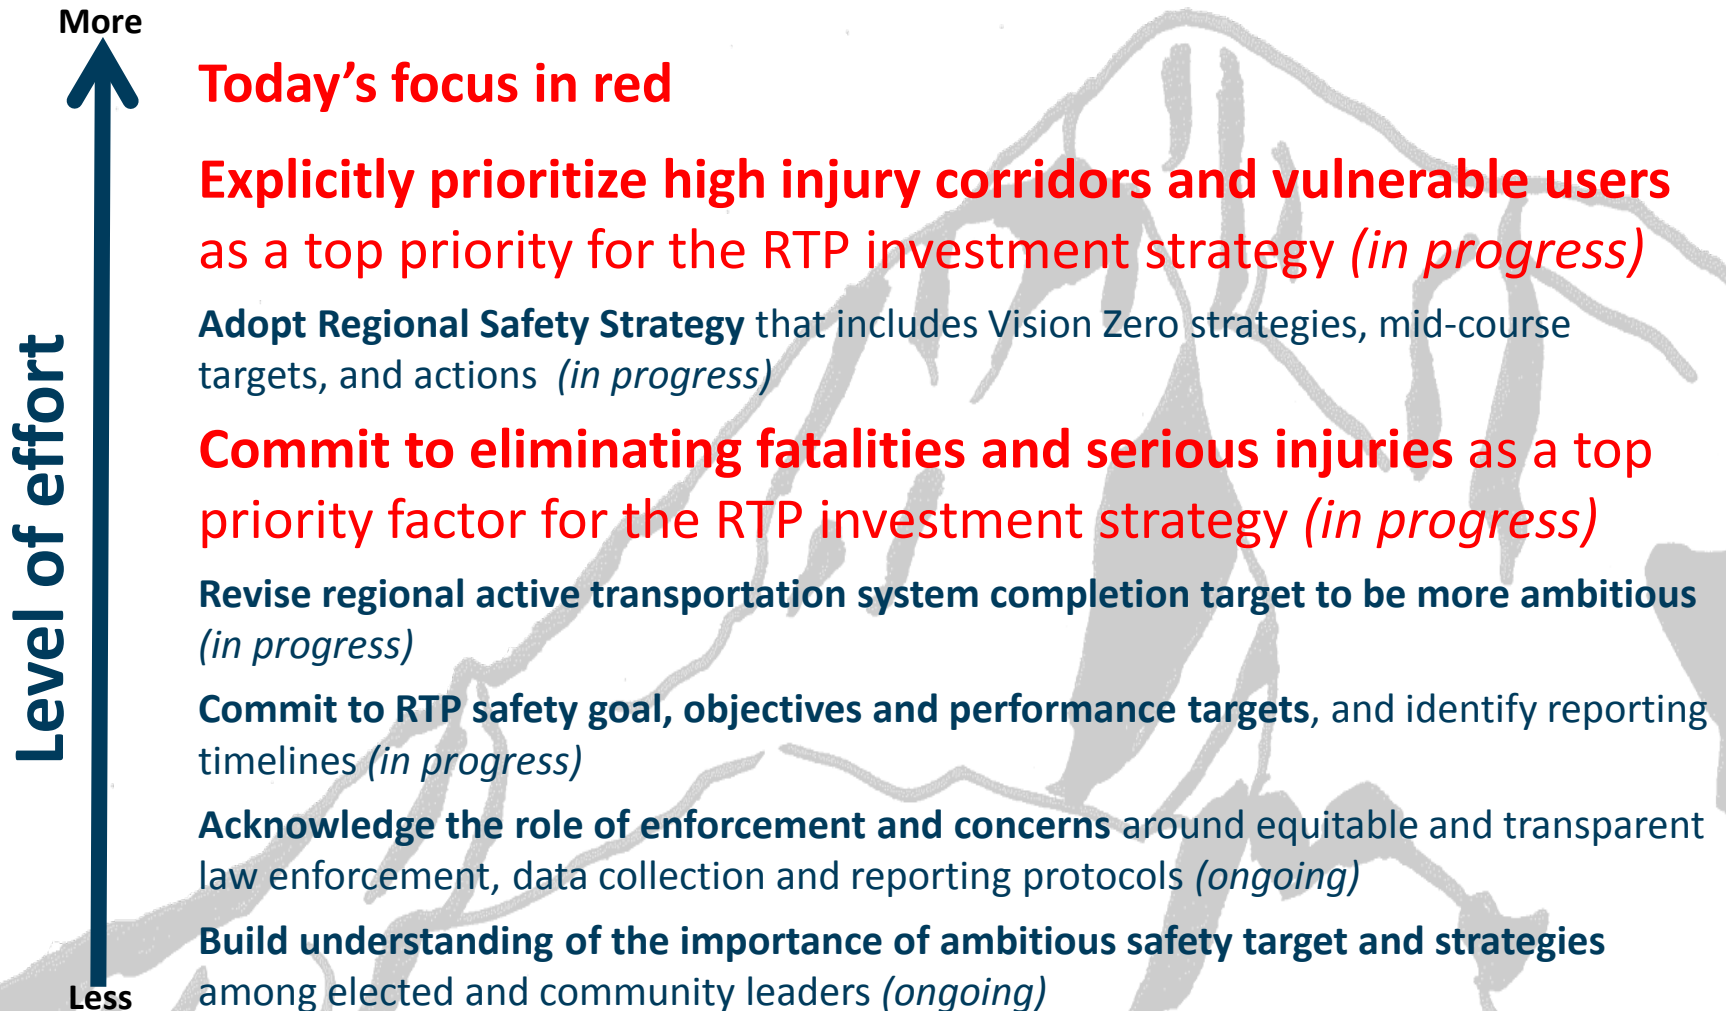 More
Today’s focus in red
Explicitly prioritize high injury corridors and vulnerable users
as a top priority for the RTP investment strategy (in progress)
Adopt Regional Safety Strategy that includes Vision Zero strategies, mid-course
targets, and actions (in progress)
Commit to eliminating fatalities and serious injuries as a top
priority factor for the RTP investment strategy (in progress)
Revise regional active transportation system completion target to be more ambitious
(in progress)
Commit to RTP safety goal, objectives and performance targets, and identify reporting
timelines (in progress)
Acknowledge the role of enforcement and concerns around equitable and transparent
law enforcement, data collection and reporting protocols (ongoing)
Build understanding of the importance of ambitious safety target and strategies
among elected and community leaders (ongoing)
Level of effort
Less